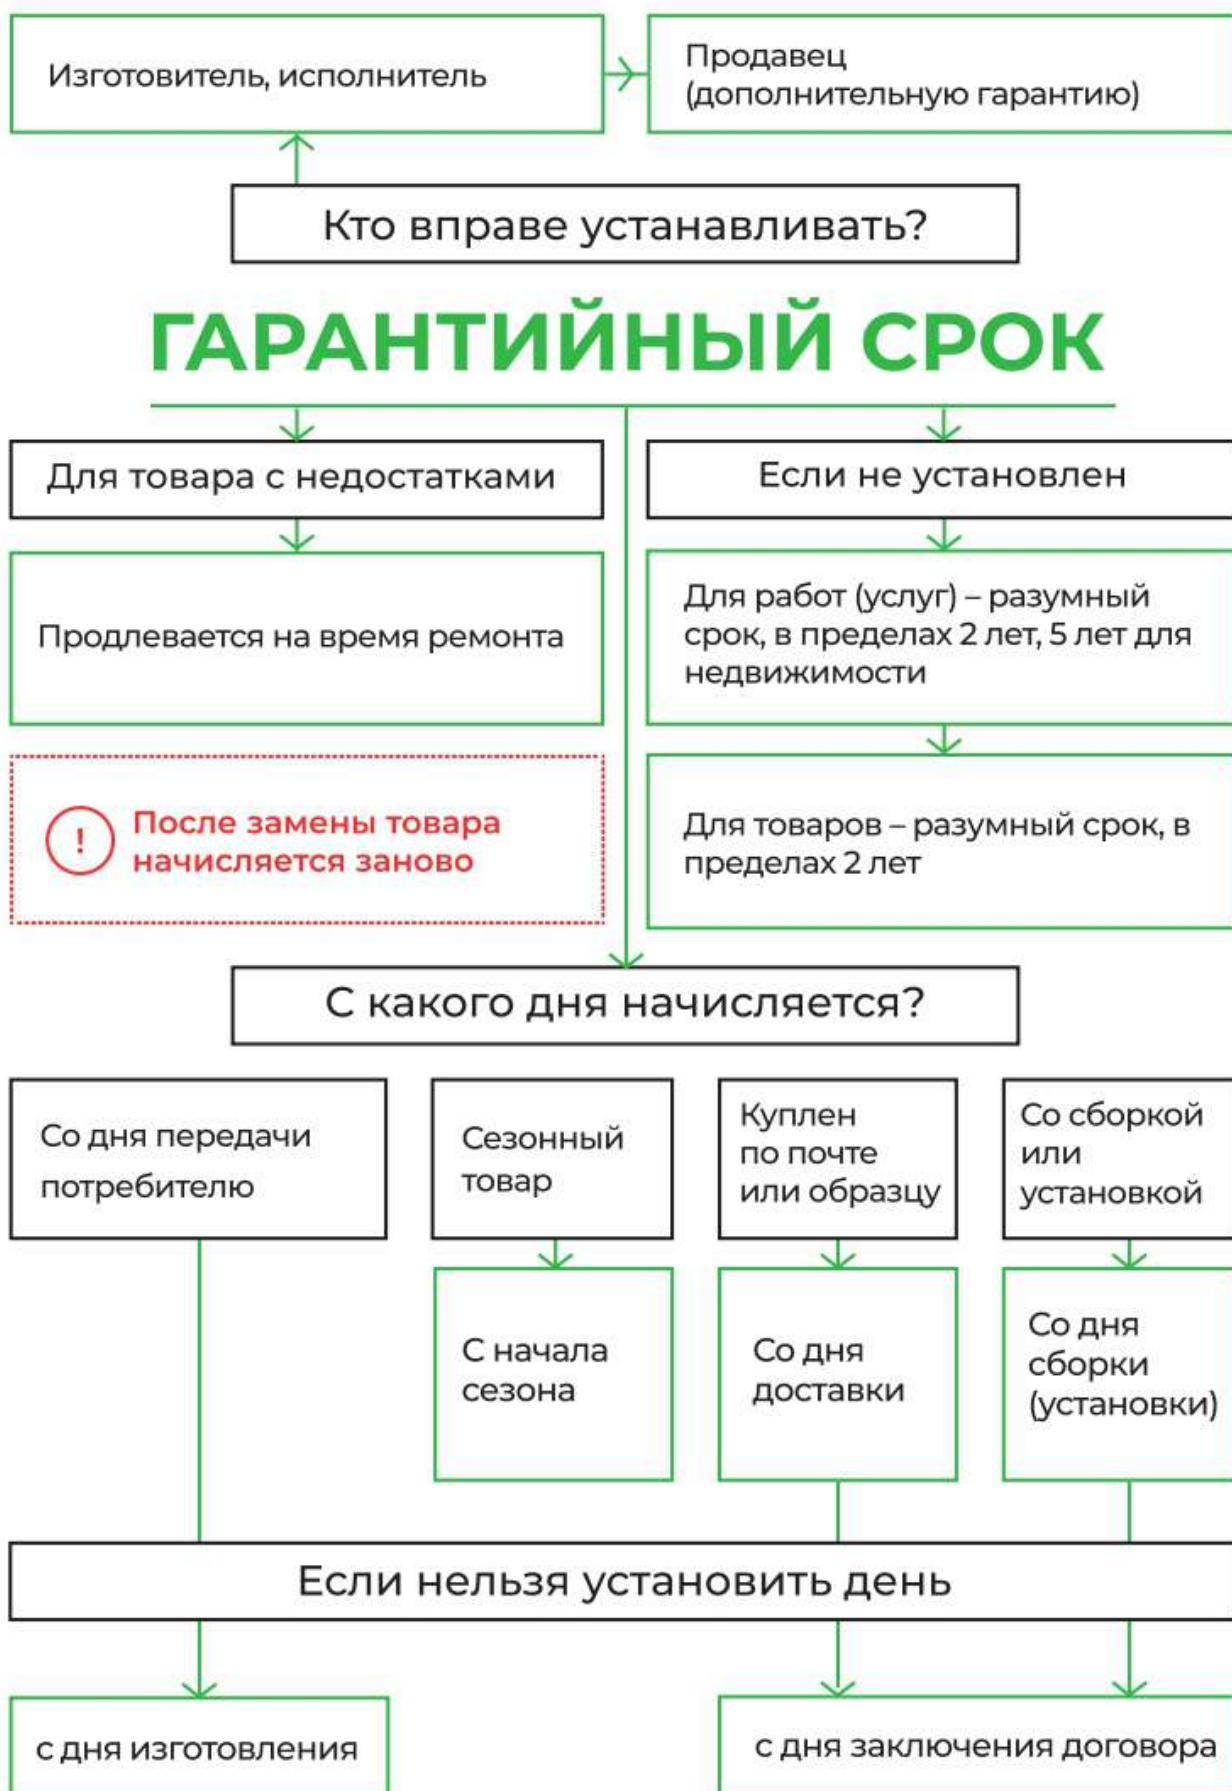 Изготовитель, исполнитель
Продавец
(дополнительную гарантию)
Кто вправе устанавливать?
ГАРАНТИЙНЫЙ СРОК
Для товара с недостатками
Если не установлен
Продлевается на время ремонта
Для работ (услуг) – разумный
срок, в пределах 2 лет, 5 лет для
недвижимости
!
После замены товара
начисляется заново
Для товаров – разумный срок, в
пределах 2 лет
С какого дня начисляется?
Со дня передачи
потребителю
Сезонный
товар
Куплен
по почте
или образцу
Со сборкой
или
установкой
С начала
сезона
Со дня
доставки
Со дня
сборки
(установки)
Если нельзя установить день
с дня изготовления
с дня заключения договора